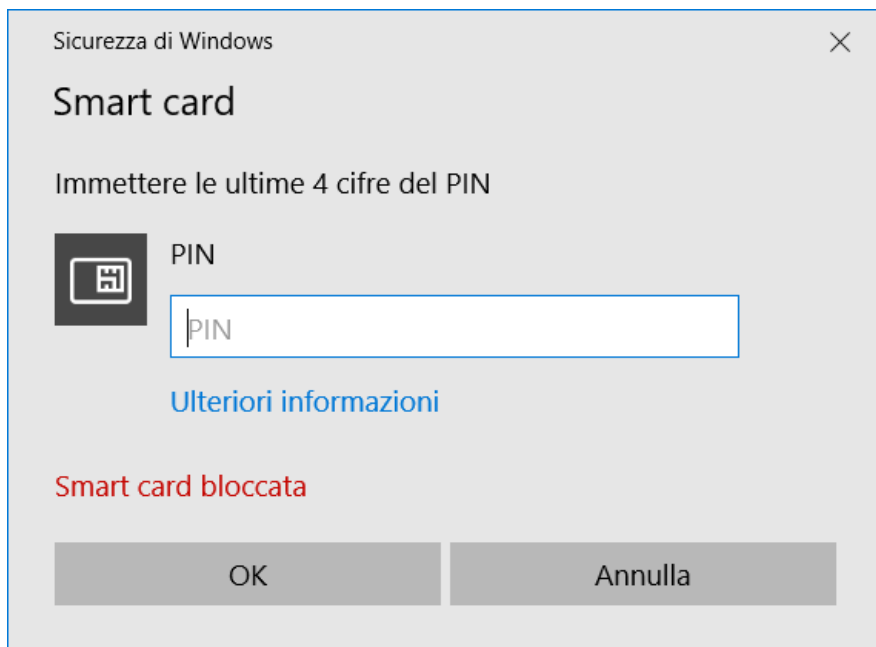 Sicurezza di Windows
Smart card
Immettere le ultime 4 cifre del PIN
PIN
PIN
Ulteriori informazioni
Smart card bloccata
OK
Annulla